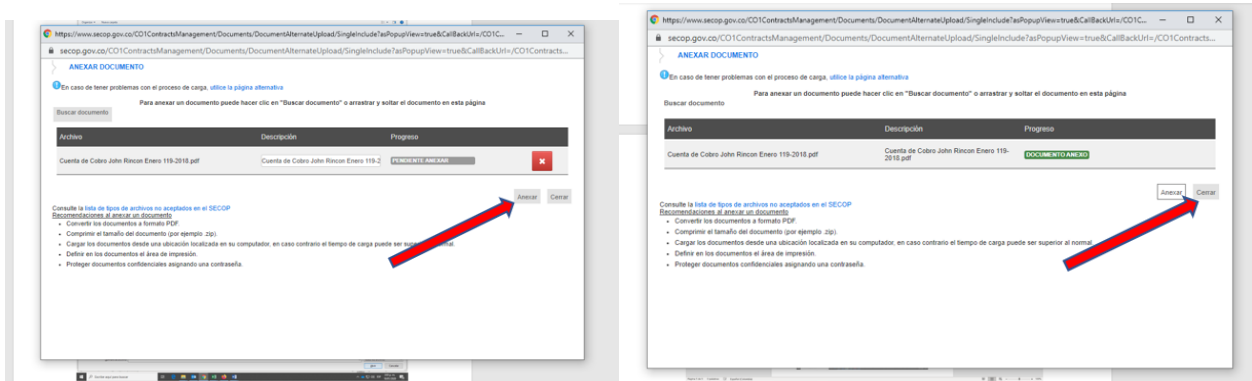 https://www.secop.gov.co/CO1ContractsManagement/Documents/DocumentAlternateUpload/SingleInclude?asPopupView=true&CallBackUrl=/CO1C...
secop.gov.co/CO1ContractsManagement/Documents/DocumentAlternateUpload/SingleInclude?asPopupView=true&CallBackUrl=/CO1Contracts...
ANEXAR DOCUMENTO
En caso de tener problemas con el proceso de carga, utilice la página alternativa
Para anexar un documento puede hacer clic en "Buscar documento" o arrastrar y soltar el documento en esta página
Buscar documento
Archivo Descripción Progreso
Cuenta de Cobro John Rincon Enero 119-2018.pdf Cuenta de Cobro John Rincon Enero 119-2 PENDIENTE ANEXAR
Anexar Cerrar
Consulte la lista de tipos de archivos no aceptados en el SECOP
Recomendaciones al anexar un documento
• Convertir los documentos a formato PDF.
• Comprimir el tamaño del documento (por ejemplo .zip).
• Cargar los documentos desde una ubicación localizada en su computador, en caso contrario el tiempo de carga puede ser superior al normal.
• Definir en los documentos el área de impresión.
• Proteger documentos confidenciales asignando una contraseña.
https://www.secop.gov.co/CO1ContractsManagement/Documents/DocumentAlternateUpload/SingleInclude?asPopupView=true&CallBackUrl=/CO1C...
secop.gov.co/CO1ContractsManagement/Documents/DocumentAlternateUpload/SingleInclude?asPopupView=true&CallBackUrl=/CO1Contracts...
ANEXAR DOCUMENTO
En caso de tener problemas con el proceso de carga, utilice la página alternativa
Para anexar un documento puede hacer clic en "Buscar documento" o arrastrar y soltar el documento en esta página
Buscar documento
Archivo Descripción Progreso
Cuenta de Cobro John Rincon Enero 119-2018.pdf Cuenta de Cobro John Rincon Enero 119- DOCUMENTO ANEXO
2018.pdf
Anexar Cerrar
Consulte la lista de tipos de archivos no aceptados en el SECOP
Recomendaciones al anexar un documento
• Convertir los documentos a formato PDF.
• Comprimir el tamaño del documento (por ejemplo .zip).
• Cargar los documentos desde una ubicación localizada en su computador, en caso contrario el tiempo de carga puede ser superior al normal.
• Definir en los documentos el área de impresión.
• Proteger documentos confidenciales asignando una contraseña.